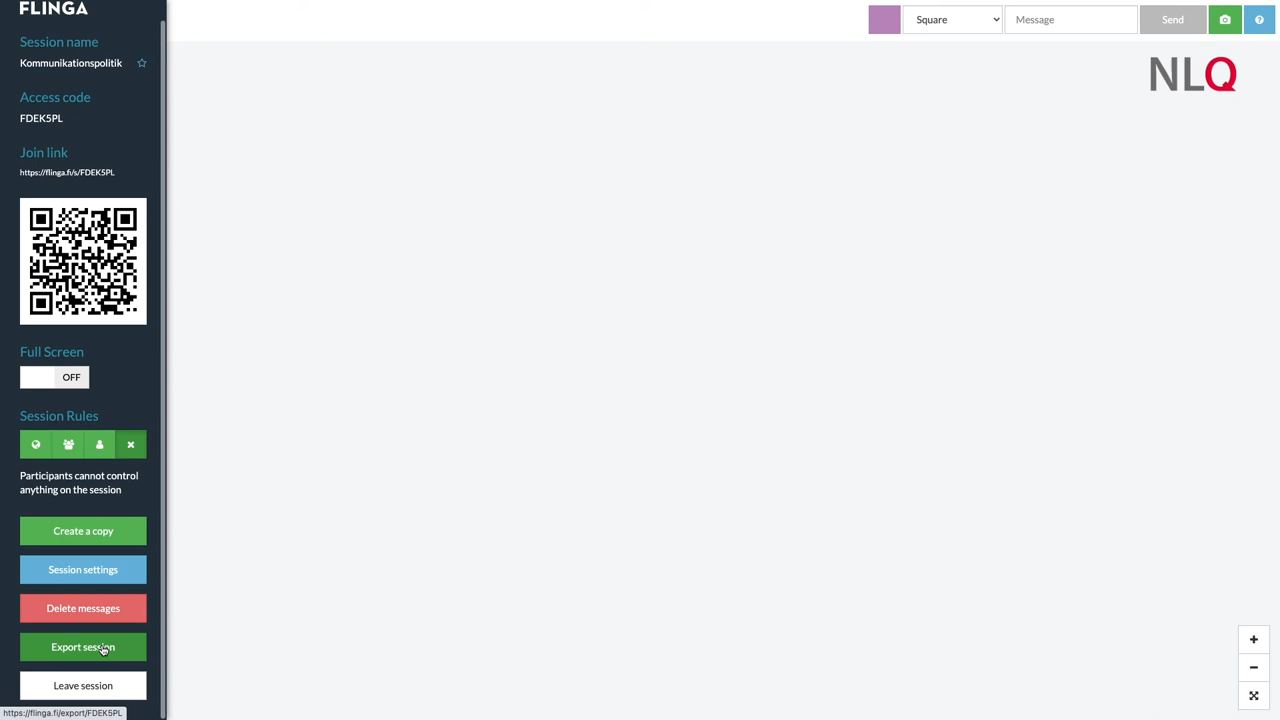 FLINGA
Session name
Kommunikationspolitik
Access code
FDEK5PL
Join link
https://flinga.fi/s/FDEK5PL
Full Screen
OFF
Session Rules
Participants cannot control
anything on the session
Create a copy
Session settings
Delete messages
Export session
Leave session
https://flinga.fi/export/FDEK5PL
Square
Message
Send
NLQ